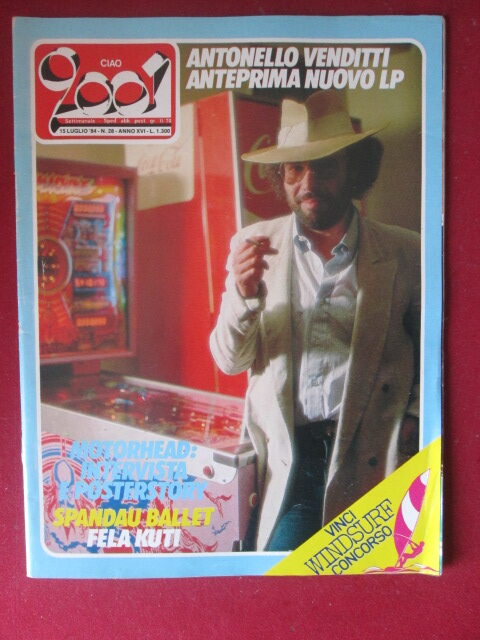 CIAO
2001
Settimanale - Sped. abb. post. gr. II/70
15 LUGLIO '84 - N. 28 - ANNO XVI - L. 1.300
ANTONELLO VENDITTI
ANTEPRIMA NUOVO LP
MOTORHEAD:
INTERVISTA
E POSTERSTORY
SPANDAU BALLET
FELA KUTI
VINCI
WINDSURF
CONCORSO